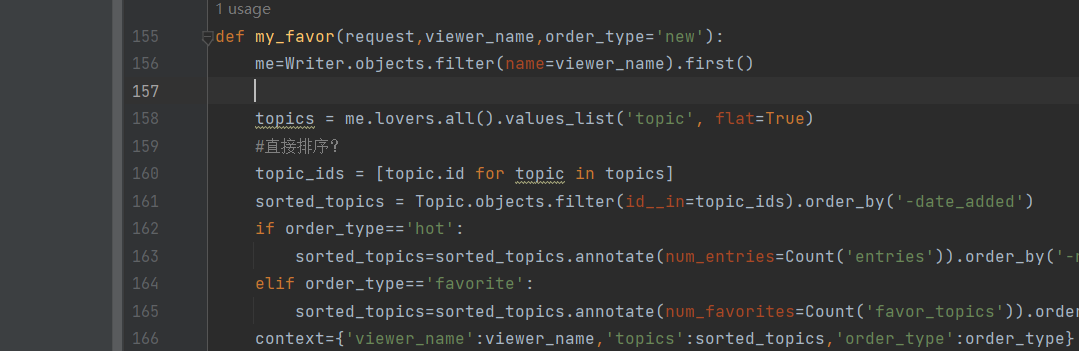 1 usage
155 def my_favor(request,viewer_name,order_type='new'):
156 me=Writer.objects.filter(name=viewer_name).first()
157
158 topics = me.lovers.all().values_list('topic', flat=True)
159 #直接排序？
160 topic_ids = [topic.id for topic in topics]
161 sorted_topics = Topic.objects.filter(id__in=topic_ids).order_by('-date_added')
162 if order_type=='hot':
163 sorted_topics=sorted_topics.annotate(num_entries=Count('entries')).order_by('-
164 elif order_type=='favorite':
165 sorted_topics=sorted_topics.annotate(num_favorites=Count('favor_topics')).orde
166 context={'viewer_name':viewer_name,'topics':sorted_topics,'order_type':order_type}